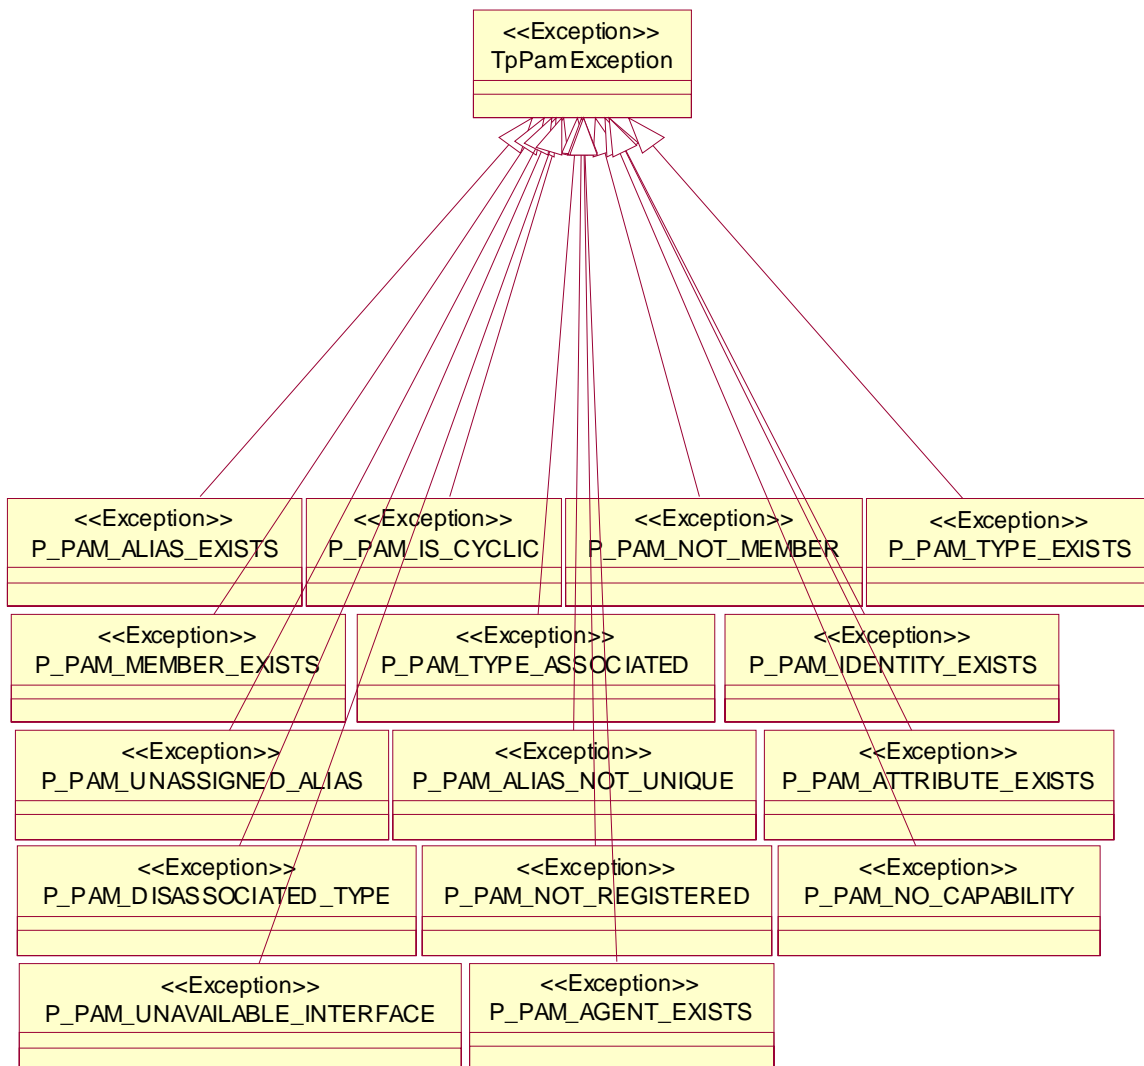 <<Exception>>
TpPamException
<<Exception>>
P_PAM_ALIAS_EXISTS
<<Exception>>
P_PAM_IS_CYCLIC
<<Exception>>
P_PAM_NOT_MEMBER
<<Exception>>
P_PAM_TYPE_EXISTS
<<Exception>>
P_PAM_MEMBER_EXISTS
<<Exception>>
P_PAM_TYPE_ASSOCIATED
<<Exception>>
P_PAM_IDENTITY_EXISTS
<<Exception>>
P_PAM_UNASSIGNED_ALIAS
<<Exception>>
P_PAM_ALIAS_NOT_UNIQUE
<<Exception>>
P_PAM_ATTRIBUTE_EXISTS
<<Exception>>
P_PAM_DISASSOCIATED_TYPE
<<Exception>>
P_PAM_NOT_REGISTERED
<<Exception>>
P_PAM_NO_CAPABILITY
<<Exception>>
P_PAM_UNAVAILABLE_INTERFACE
<<Exception>>
P_PAM_AGENT_EXISTS